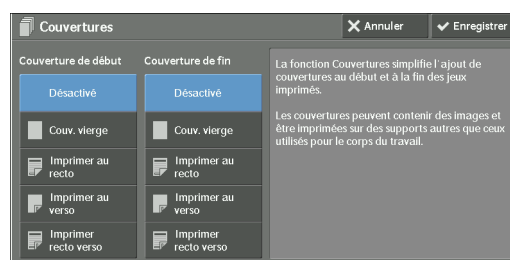 Couvertures
Annuler
Enregistrer
Couverture de début
Couverture de fin
Désactivé
Désactivé
Couv. vierge
Couv. vierge
Imprimer au
recto
Imprimer au
recto
Imprimer au
verso
Imprimer au
verso
Imprimer
recto verso
Imprimer
recto verso
La fonction Couvertures simplifie l'ajout de
couvertures au début et à la fin des jeux
imprimés.
Les couvertures peuvent contenir des images et
être imprimées sur des supports autres que ceux
utilisés pour le corps du travail.